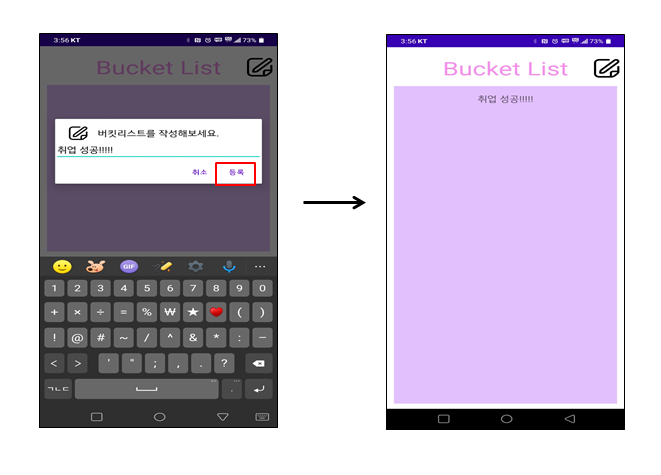 3:56 KT
73%
Bucket List
버킷리스트를 작성해보세요.
취업 성공!!!!!
취소 등록
GIF ...
1 2 3 4 5 6 7 8 9 0
+ × ÷ = % ₩ ★ ♥ ( )
! @ # ~ / ^ & * : –
< > ' " ; , . ?
ㄱㄴㄷ .
3:56 KT
73%
Bucket List
취업 성공!!!!!